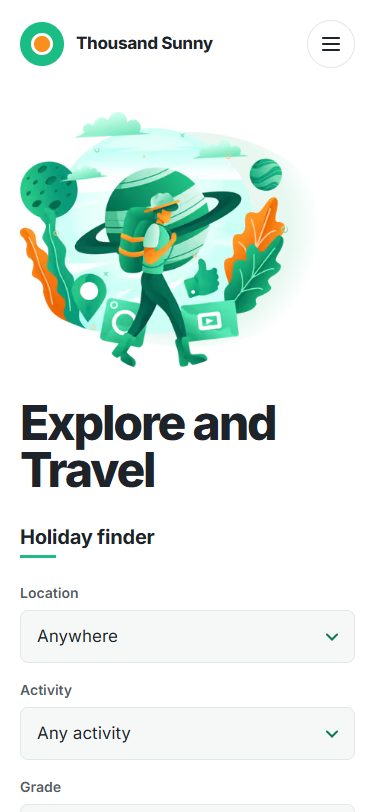 Thousand Sunny
Explore and
Travel
Holiday finder
Location
Anywhere
Activity
Any activity
Grade